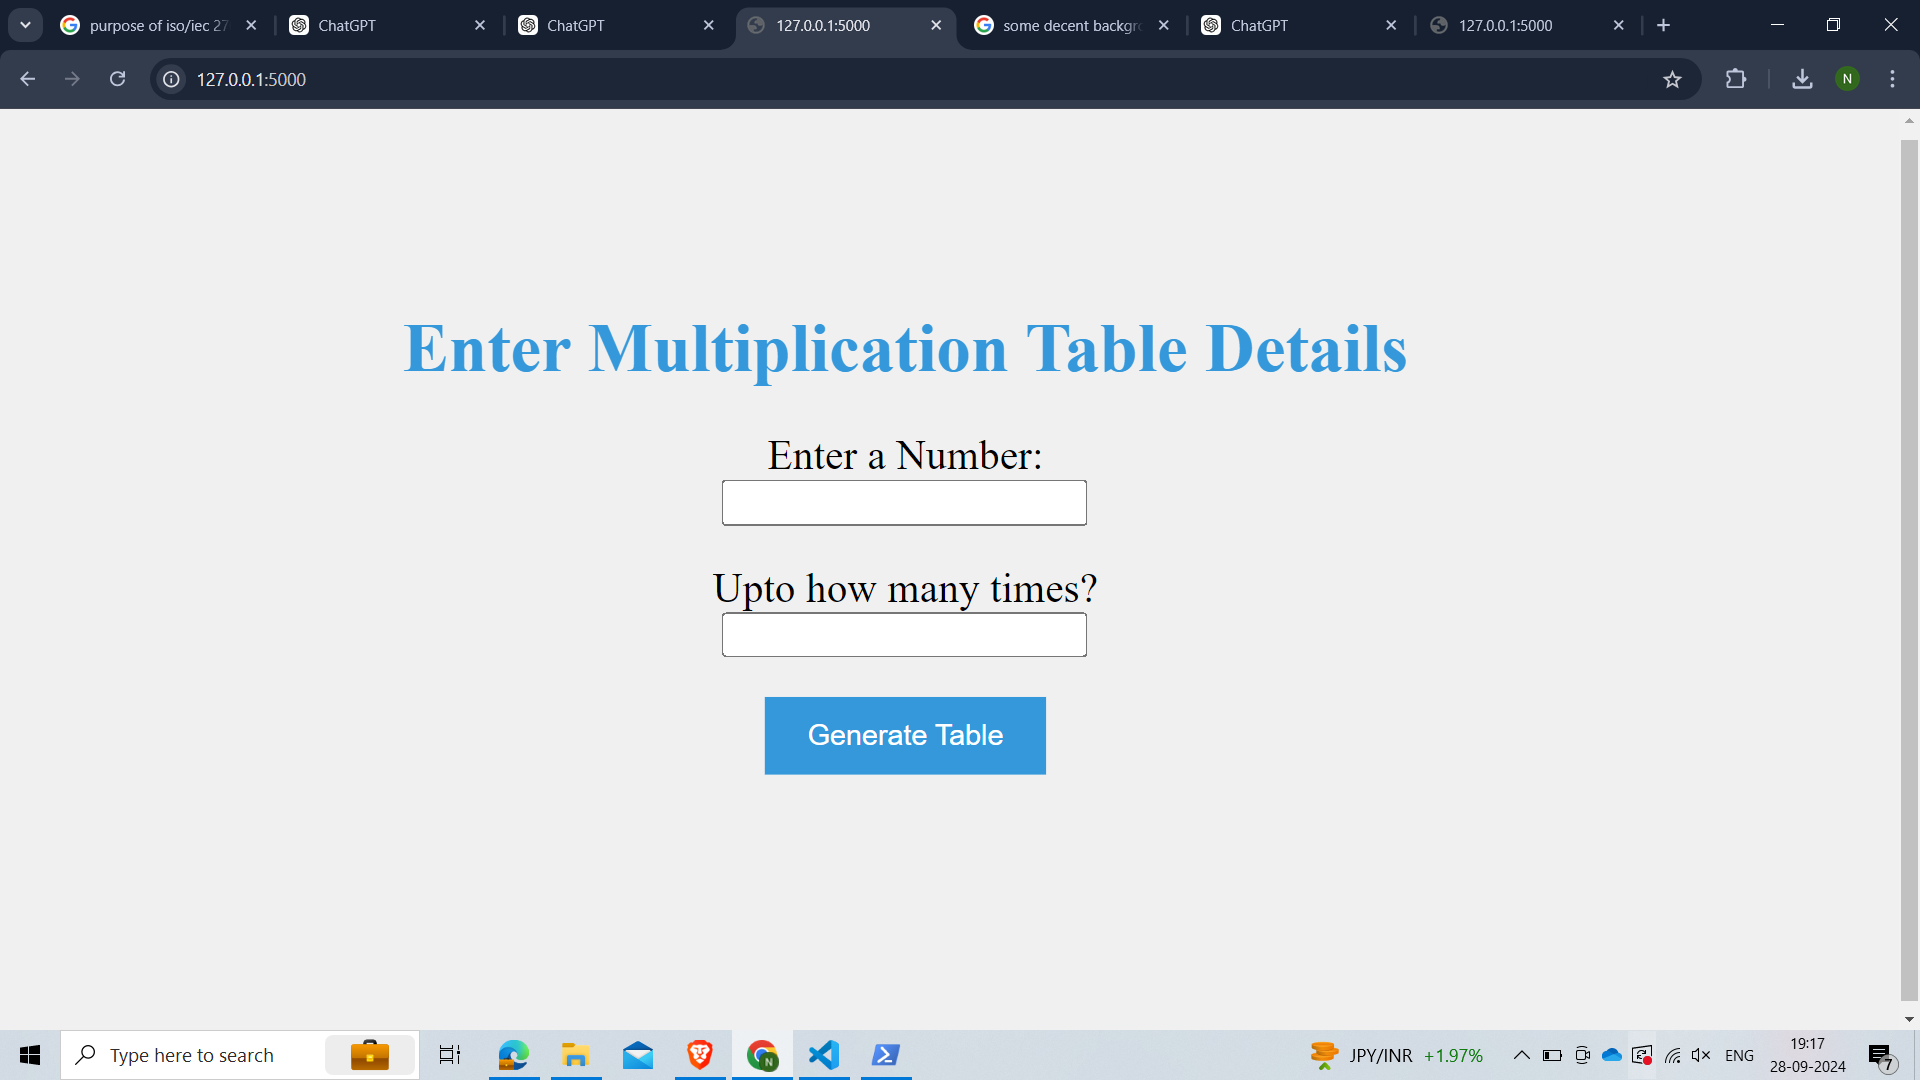 purpose of iso/iec 27
ChatGPT
ChatGPT
127.0.0.1:5000
some decent backgr
ChatGPT
127.0.0.1:5000
127.0.0.1:5000
N
Enter Multiplication Table Details
Enter a Number:
Upto how many times?
Generate Table
Type here to search
N
JPY/INR +1.97%
ENG
19:17
28-09-2024
7